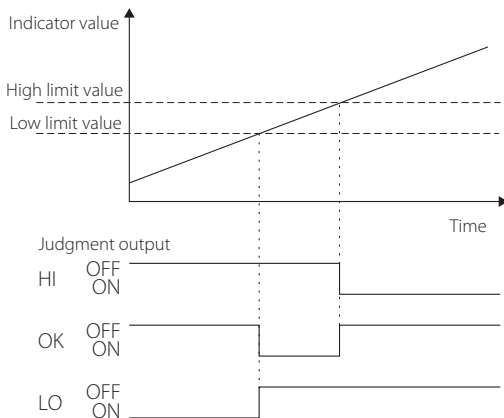 Indicator value
High limit value
Low limit value
Time
Judgment output
HI OFF
ON
OK OFF
ON
LO OFF
ON